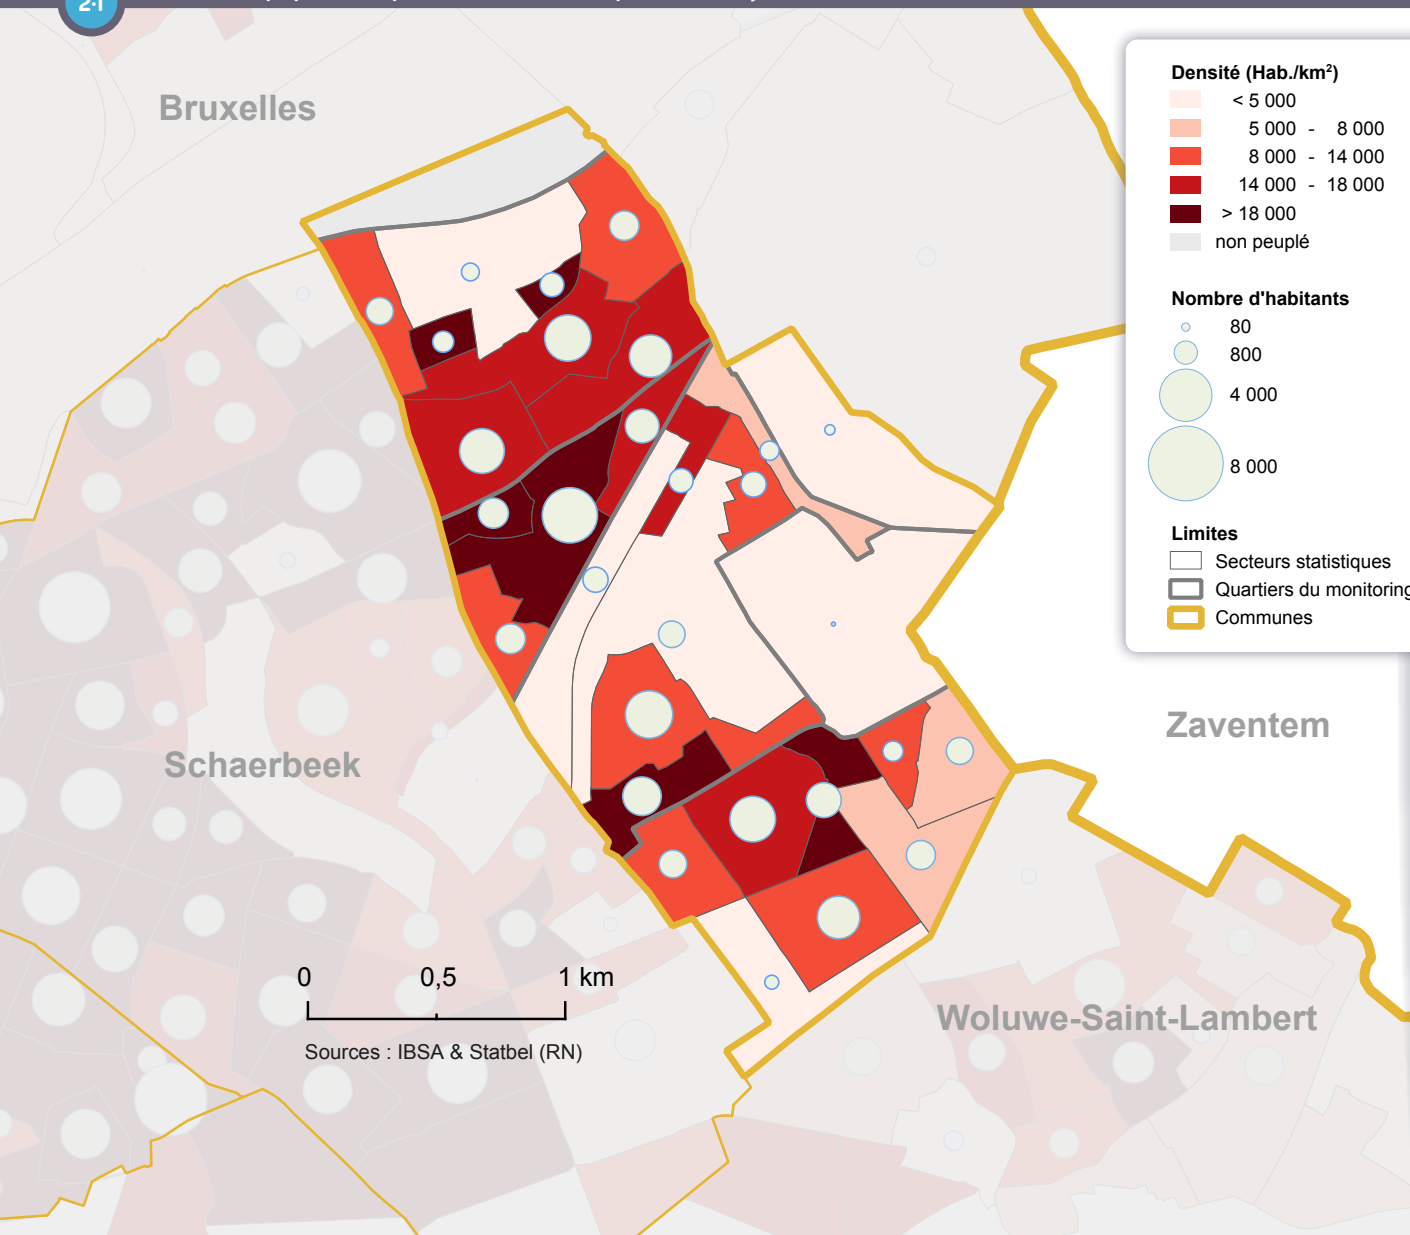 2.1
Bruxelles
Densité (Hab./km²)
< 5 000
5 000 - 8 000
8 000 - 14 000
14 000 - 18 000
> 18 000
non peuplé
Nombre d'habitants
80
800
4 000
8 000
Limites
Secteurs statistiques
Quartiers du monitoring
Communes
Zaventem
Schaerbeek
0 0,5 1 km
Woluwe-Saint-Lambert
Sources : IBSA & Statbel (RN)